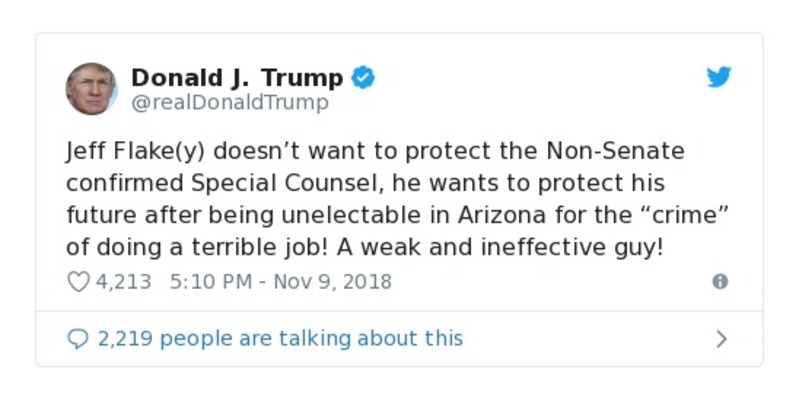 Donald J. Trump
@realDonaldTrump
Jeff Flake(y) doesn’t want to protect the Non-Senate
confirmed Special Counsel, he wants to protect his
future after being unelectable in Arizona for the “crime”
of doing a terrible job! A weak and ineffective guy!
4,213 5:10 PM - Nov 9, 2018
2,219 people are talking about this